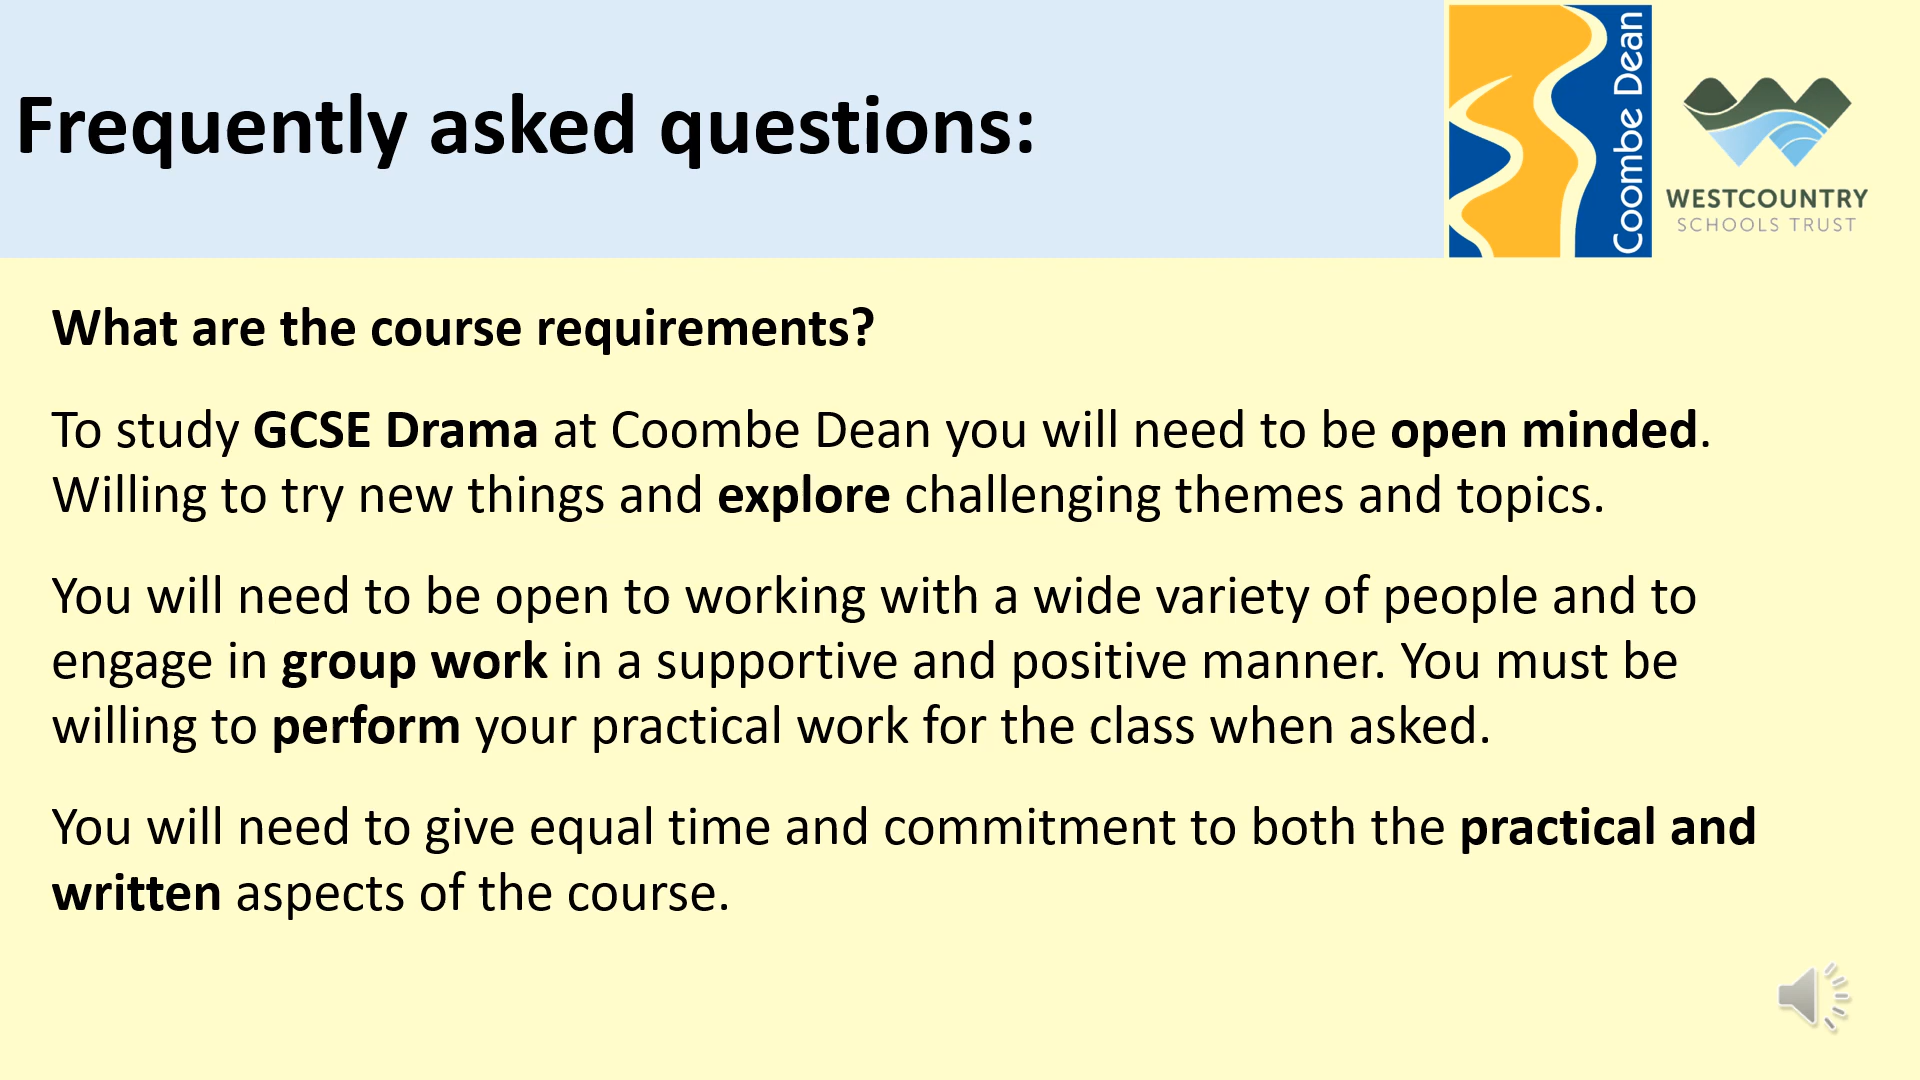 Frequently asked questions:
Coombe Dean
WESTCOUNTRY
SCHOOLS TRUST
What are the course requirements?
To study GCSE Drama at Coombe Dean you will need to be open minded.
Willing to try new things and explore challenging themes and topics.
You will need to be open to working with a wide variety of people and to
engage in group work in a supportive and positive manner. You must be
willing to perform your practical work for the class when asked.
You will need to give equal time and commitment to both the practical and
written aspects of the course.